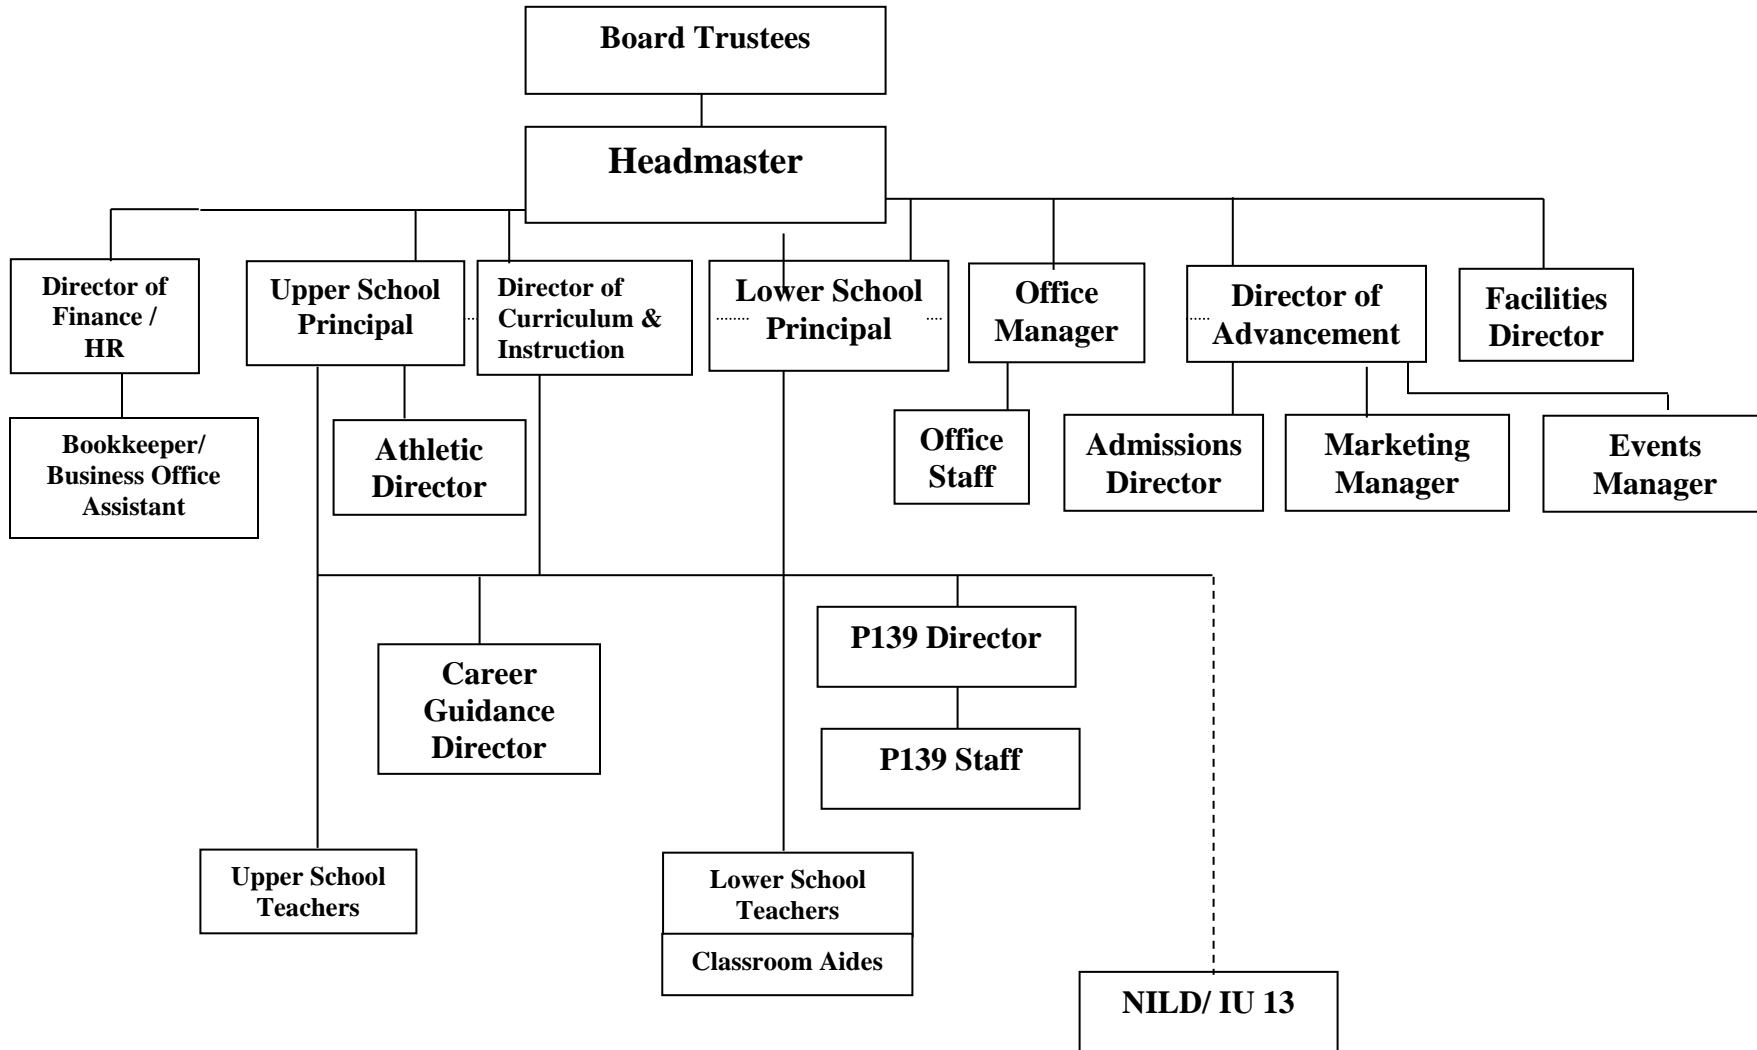 Board Trustees
Headmaster
Director of
Finance /
HR
Upper School
Principal
Director of
Curriculum &
Instruction
Lower School
Principal
Office
Manager
Director of
Advancement
Facilities
Director
Bookkeeper/
Business Office
Assistant
Athletic
Director
Office
Staff
Admissions
Director
Marketing
Manager
Events
Manager
P139 Director
Career
Guidance
Director
P139 Staff
Upper School
Teachers
Lower School
Teachers
Classroom Aides
NILD/ IU 13